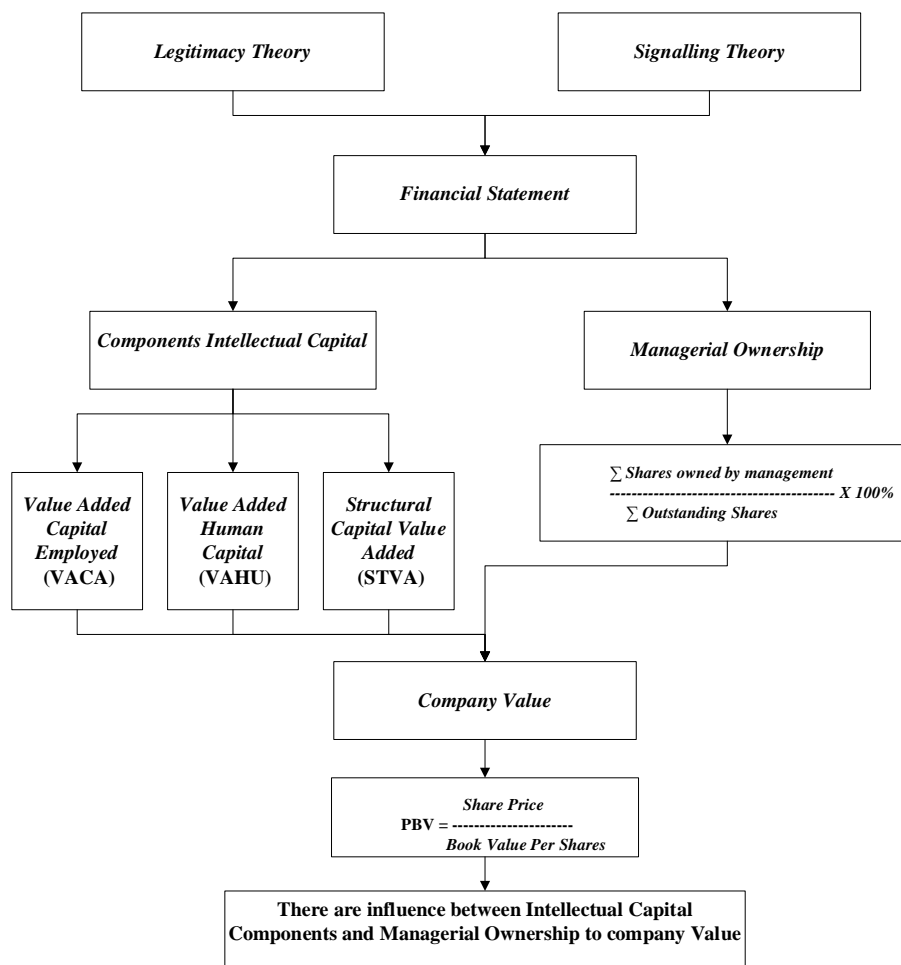 Legitimacy Theory
Signalling Theory
Financial Statement
Components Intellectual Capital
Managerial Ownership
Value Added
Capital
Employed
(VACA)
Value Added
Human
Capital
(VAHU)
Structural
Capital Value
Added
(STVA)
∑ Shares owned by management
----------------------------------------- X 100%
∑ Outstanding Shares
Company Value
Share Price
PBV = ----------------------
Book Value Per Shares
There are influence between Intellectual Capital
Components and Managerial Ownership to company Value